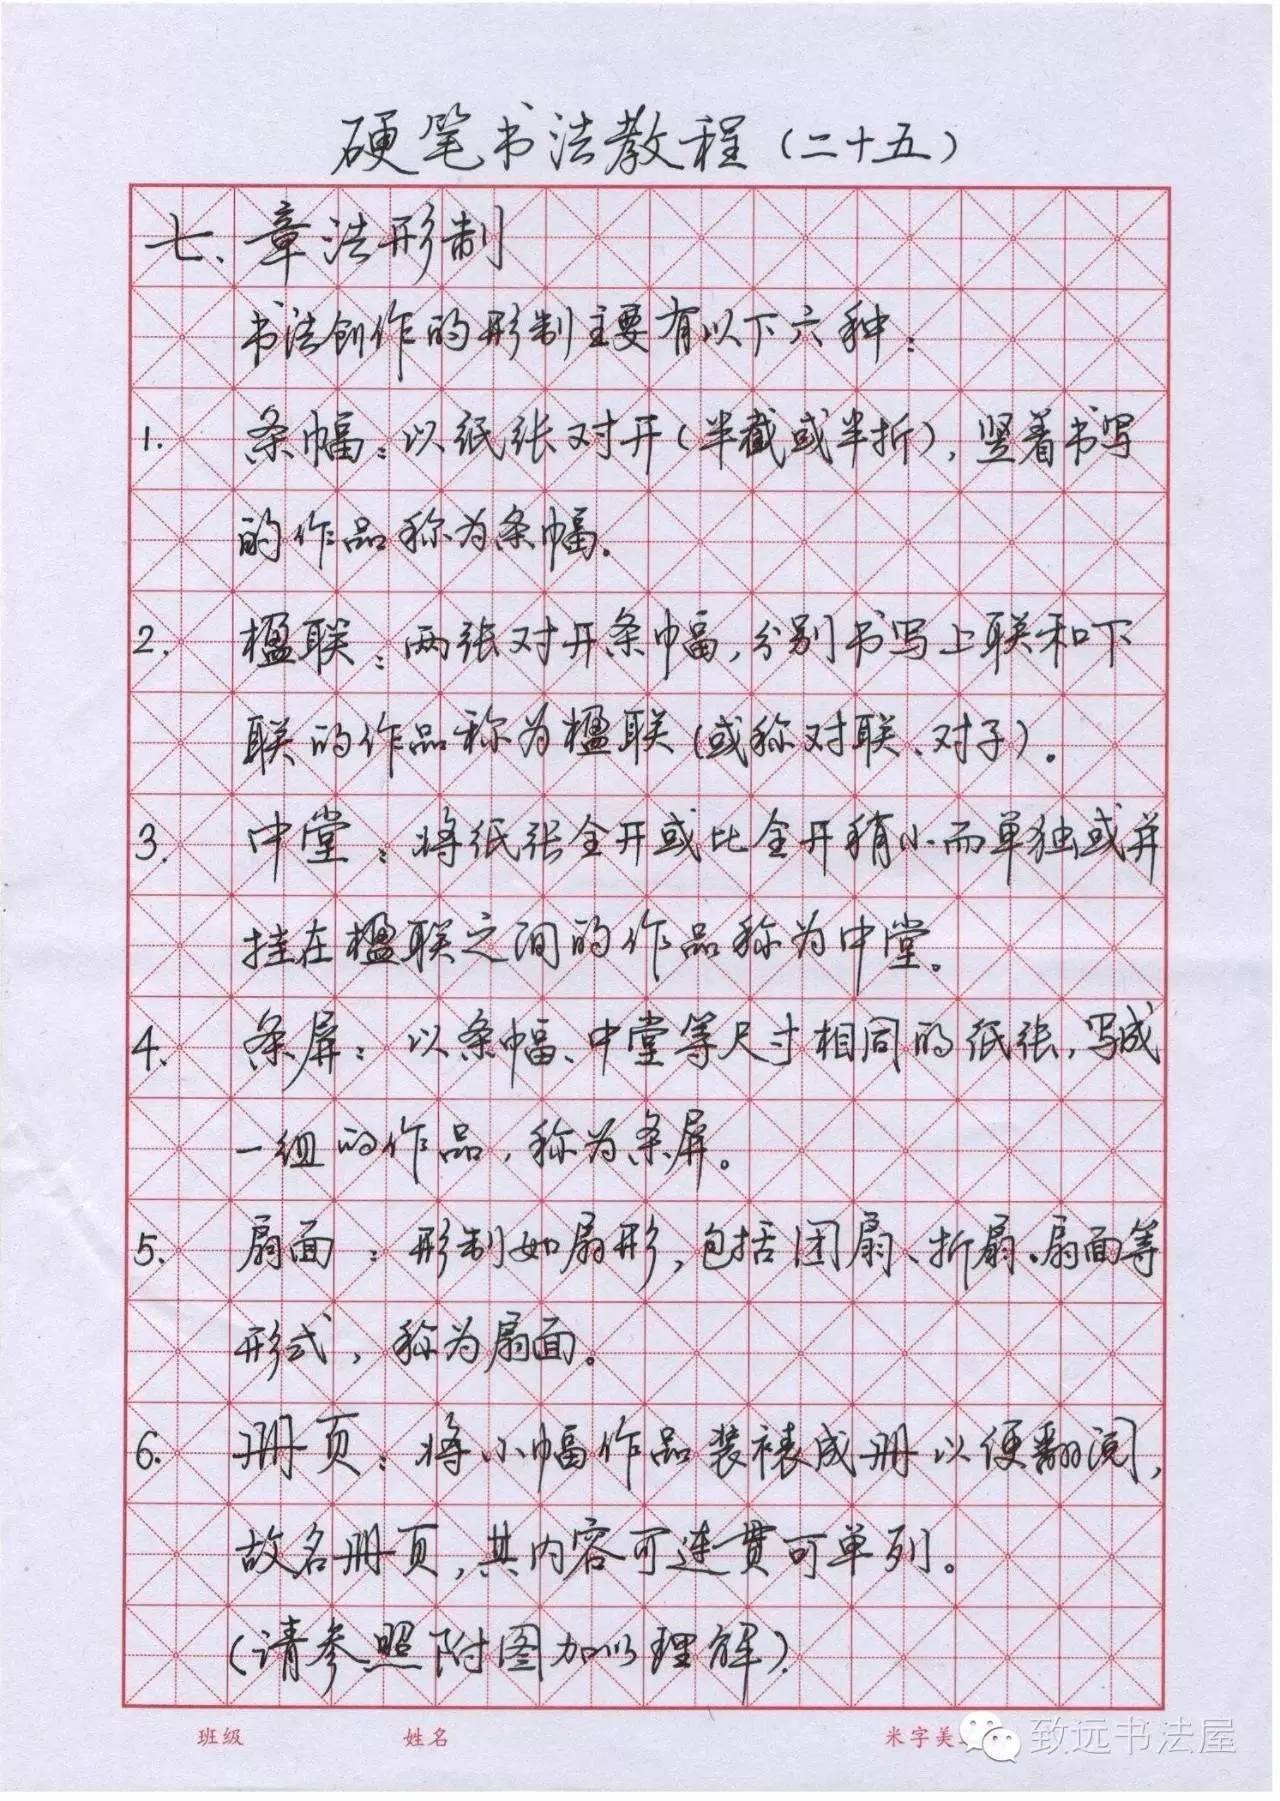 硬笔书法教程(二十五)
七、章法形制
书法创作的形制主要有以下六种：
1. 条幅：以纸张对开(半截或半折)，竖着书写
的作品称为条幅。
2. 楹联：两张对开条幅，分别书写上联和下
联的作品称为楹联(或称对联、对子)。
3. 中堂：将纸张全开或比全开稍小而单独或并
挂在楹联之间的作品称为中堂。
4. 条屏：以条幅、中堂等尺寸相同的纸张，写成
一组的作品，称为条屏。
5. 扇面：形制如扇形，包括团扇、折扇、扇面等
形式，称为扇面。
6. 册页：将小幅作品装裱成册以便翻阅，
故名册页，其内容可连贯可单列。
(请参照附图加以理解)。
班级 姓名 米字美
致远书法屋